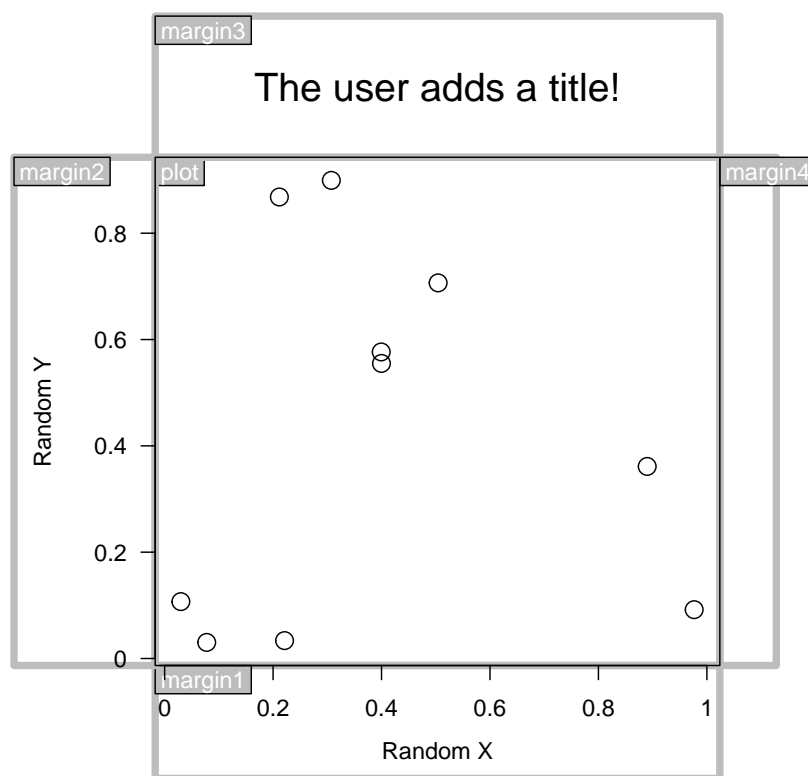 margin3
The user adds a title!
margin2
plot
margin4
0.8
0.6
0.4
0.2
0
Random Y
margin1
0 0.2 0.4 0.6 0.8 1
Random X